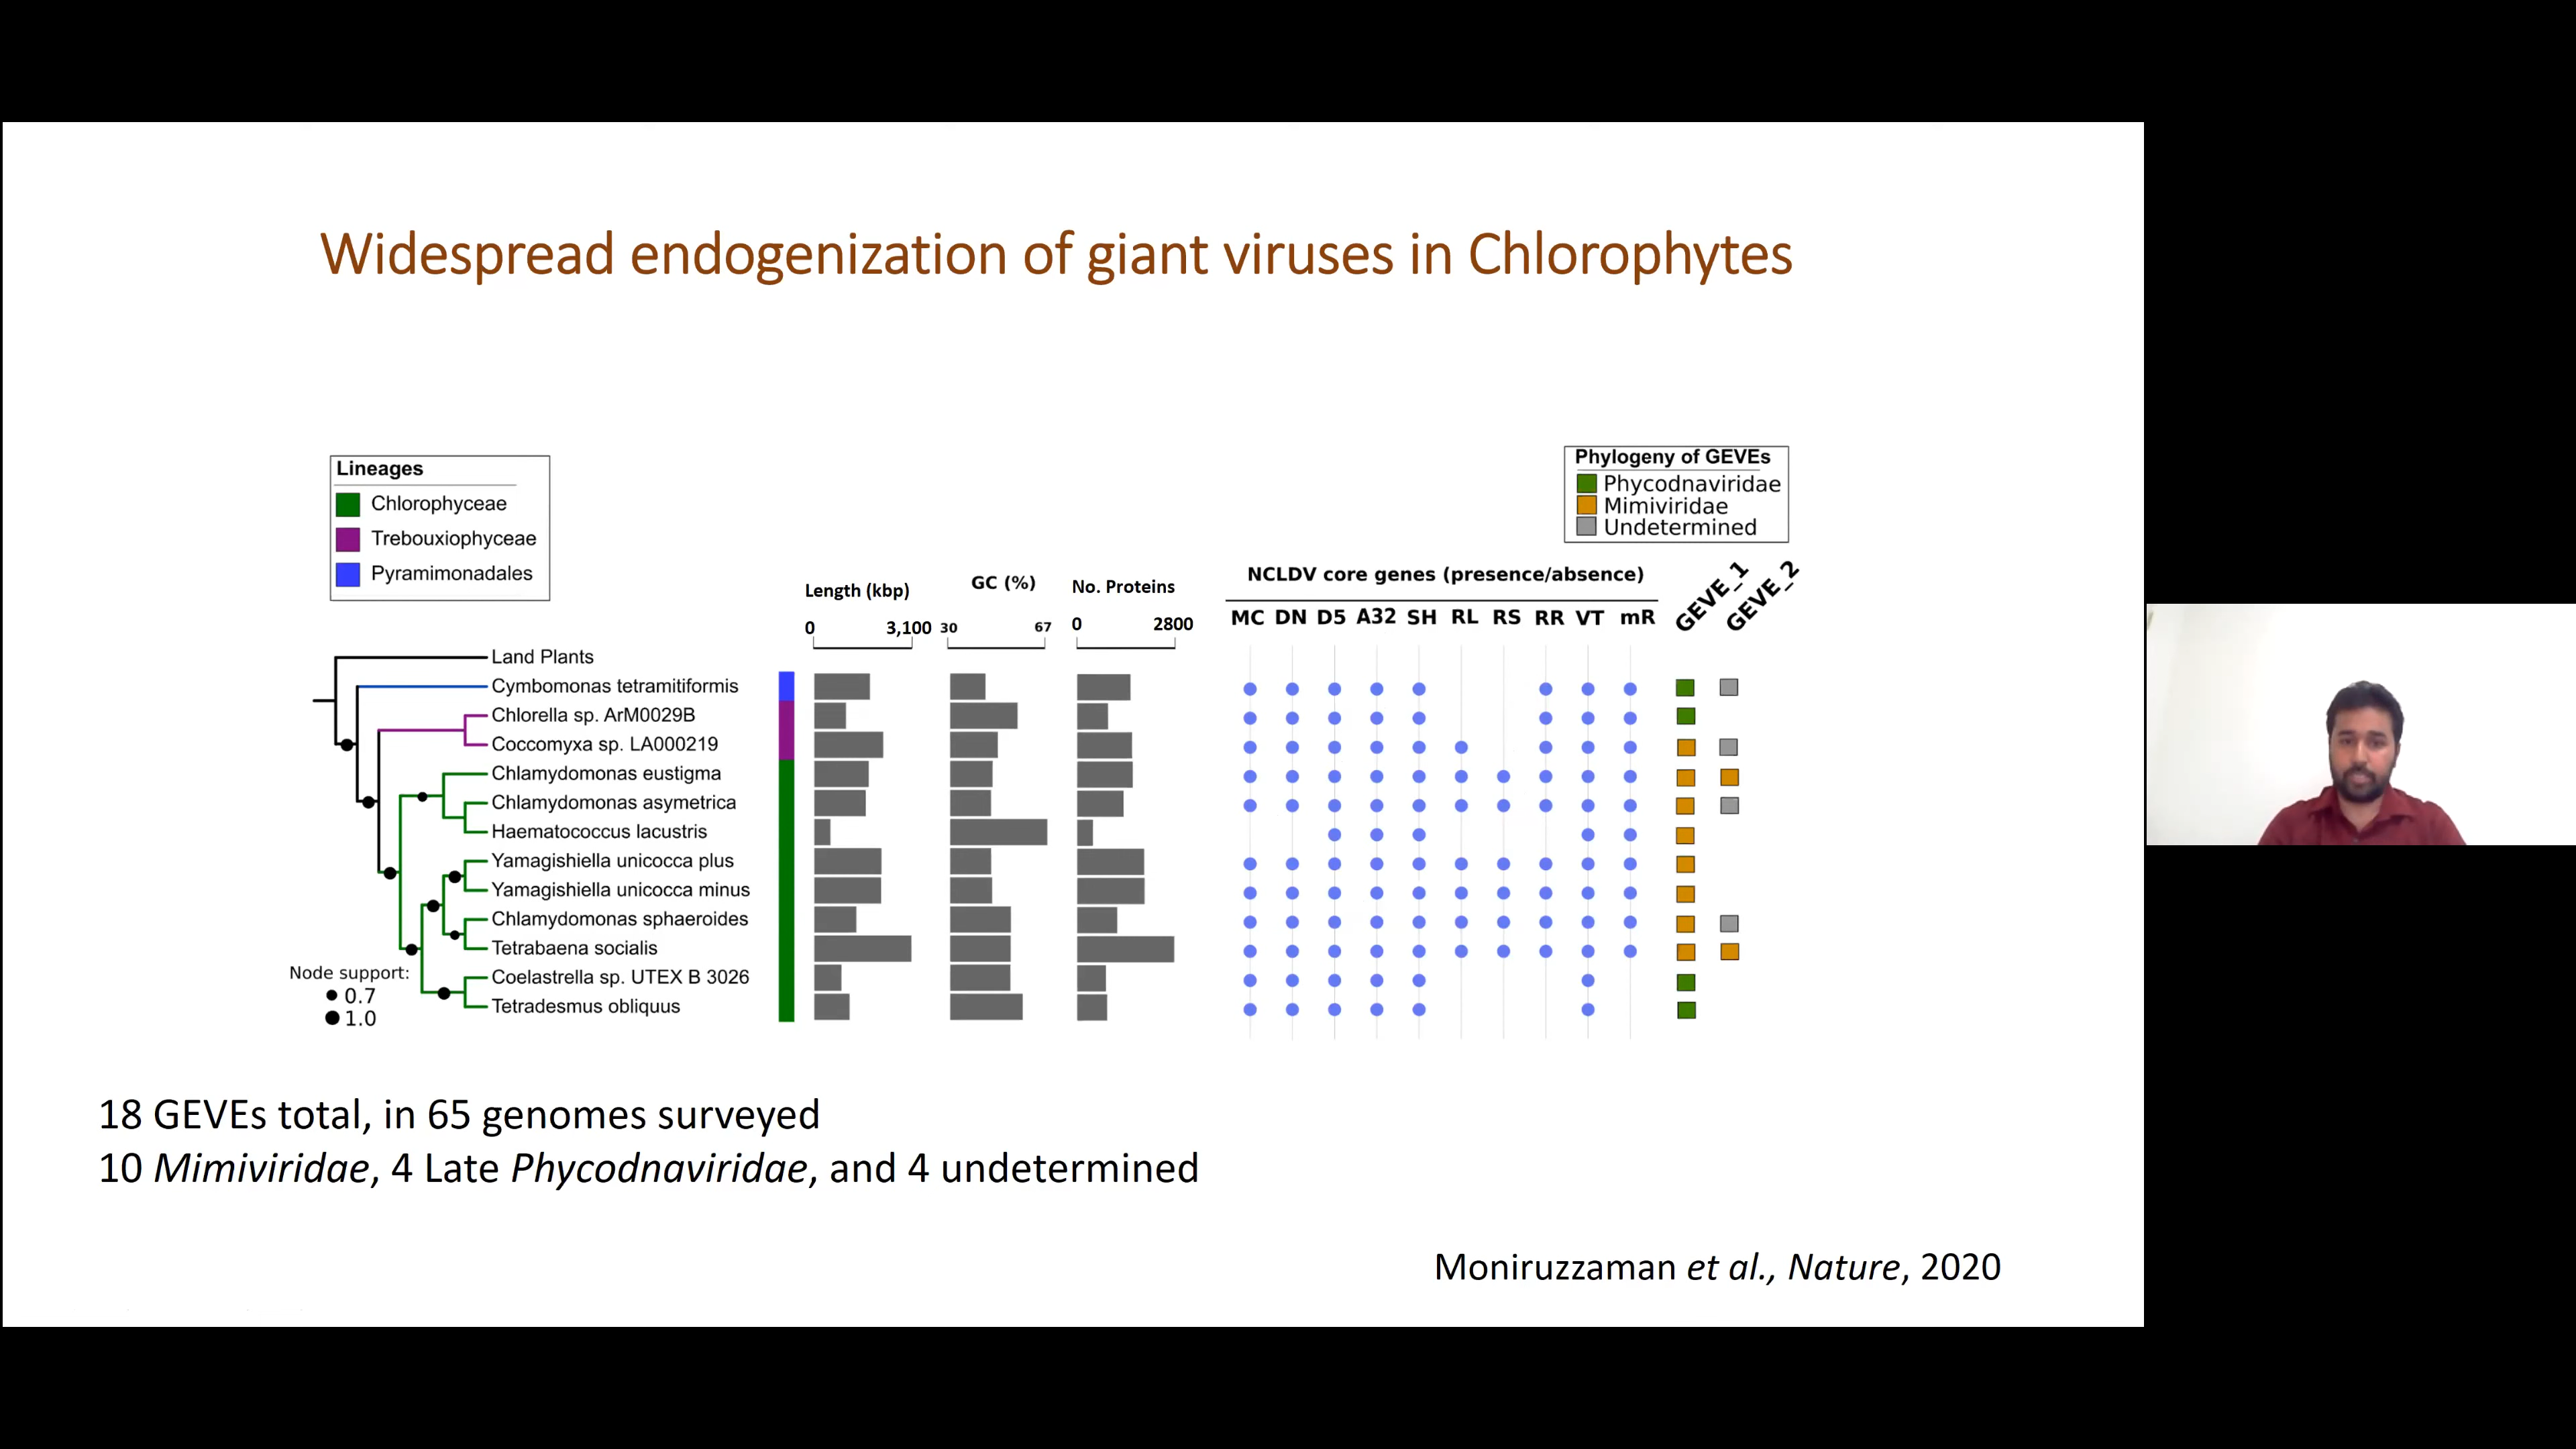 Widespread endogenization of giant viruses in Chlorophytes
Lineages
Chlorophyceae
Trebouxiophyceae
Pyramimonadales
Phylogeny of GEVEs
Phycodnaviridae
Mimiviridae
Undetermined
Length (kbp)
0 3,100
GC (%)
30 67
No. Proteins
0 2800
NCLDV core genes (presence/absence)
MC DN D5 A32 SH RL RS RR VT mR
GEVE_1
GEVE_2
Land Plants
Cymbomonas tetramitiformis
Chlorella sp. ArM0029B
Coccomyxa sp. LA000219
Chlamydomonas eustigma
Chlamydomonas asymetrica
Haematococcus lacustris
Yamagishiella unicocca plus
Yamagishiella unicocca minus
Chlamydomonas sphaeroides
Tetrabaena socialis
Coelastrella sp. UTEX B 3026
Tetradesmus obliquus
Node support:
0.7
1.0
18 GEVEs total, in 65 genomes surveyed
10 Mimiviridae, 4 Late Phycodnaviridae, and 4 undetermined
Moniruzzaman et al., Nature, 2020